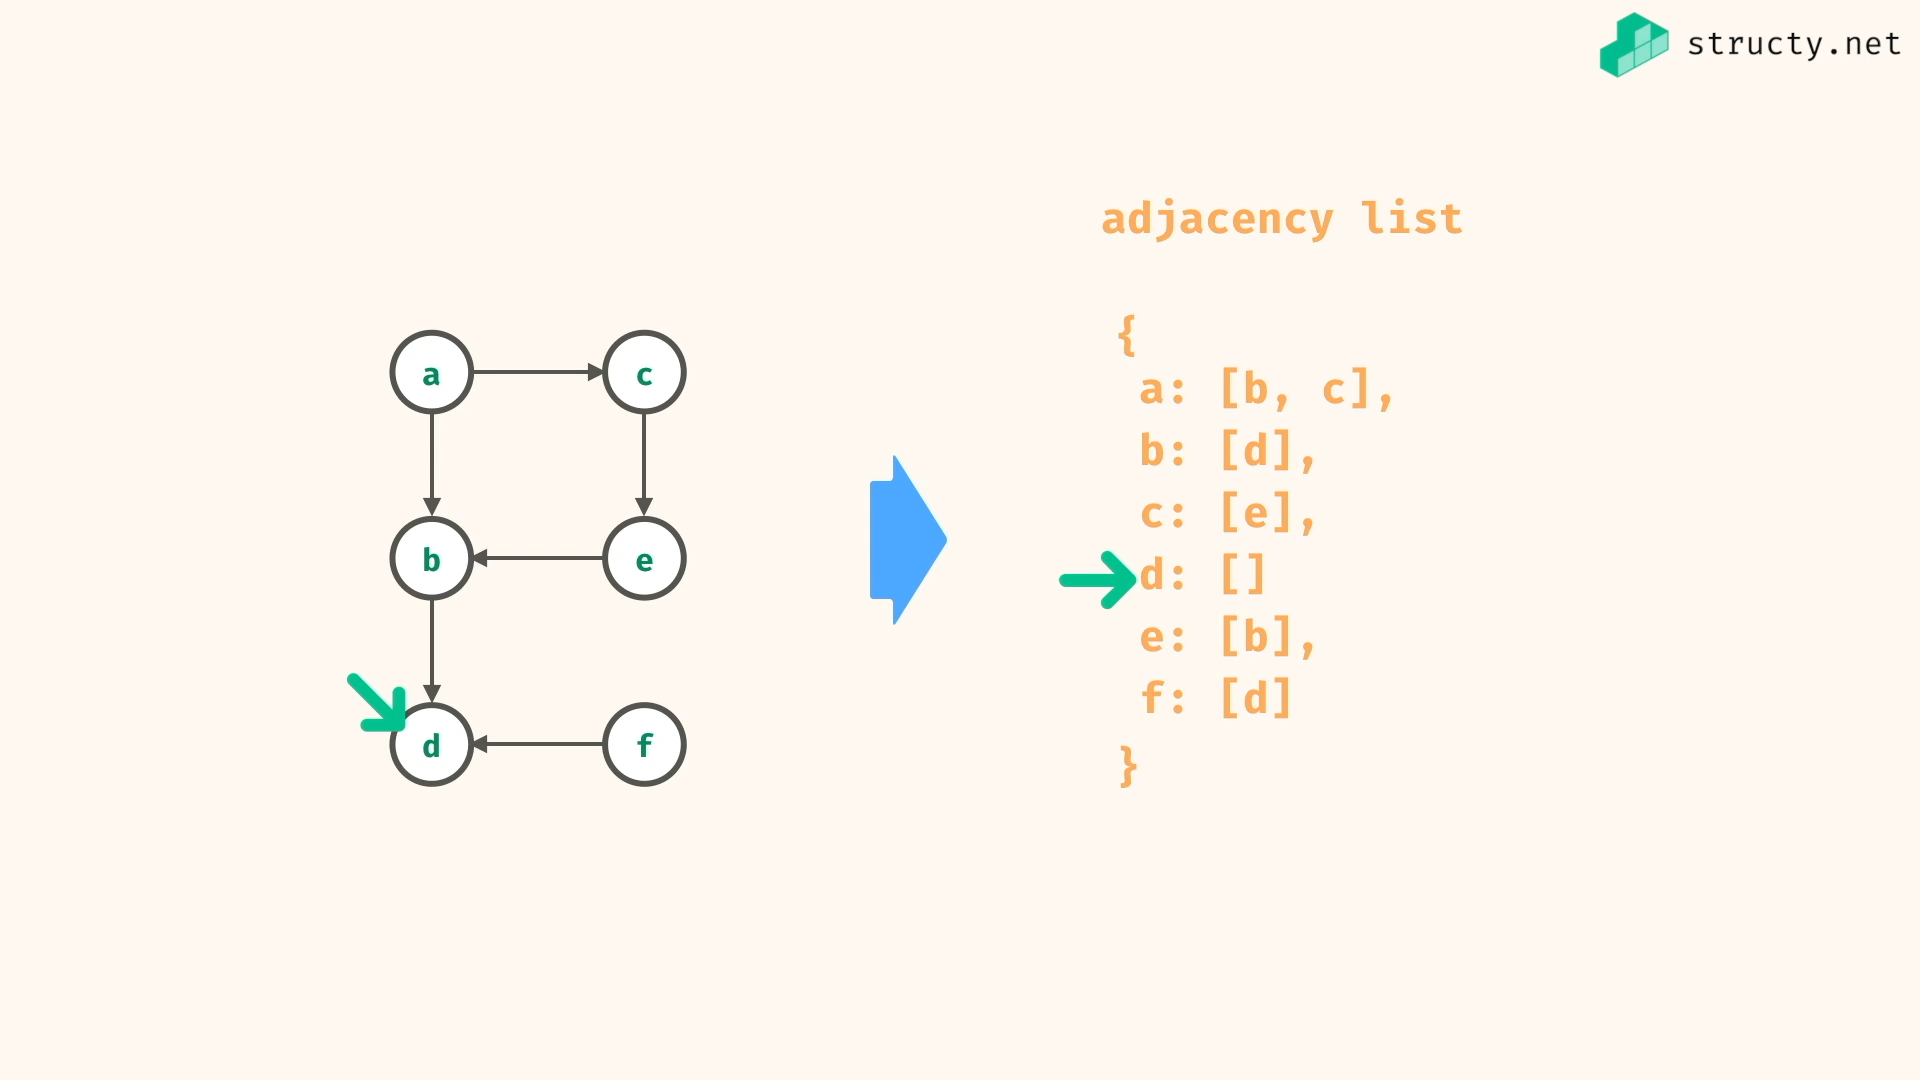 structy.net
adjacency list
a
c
b
e
d
f
{
a: [b, c],
b: [d],
c: [e],
d: []
e: [b],
f: [d]
}